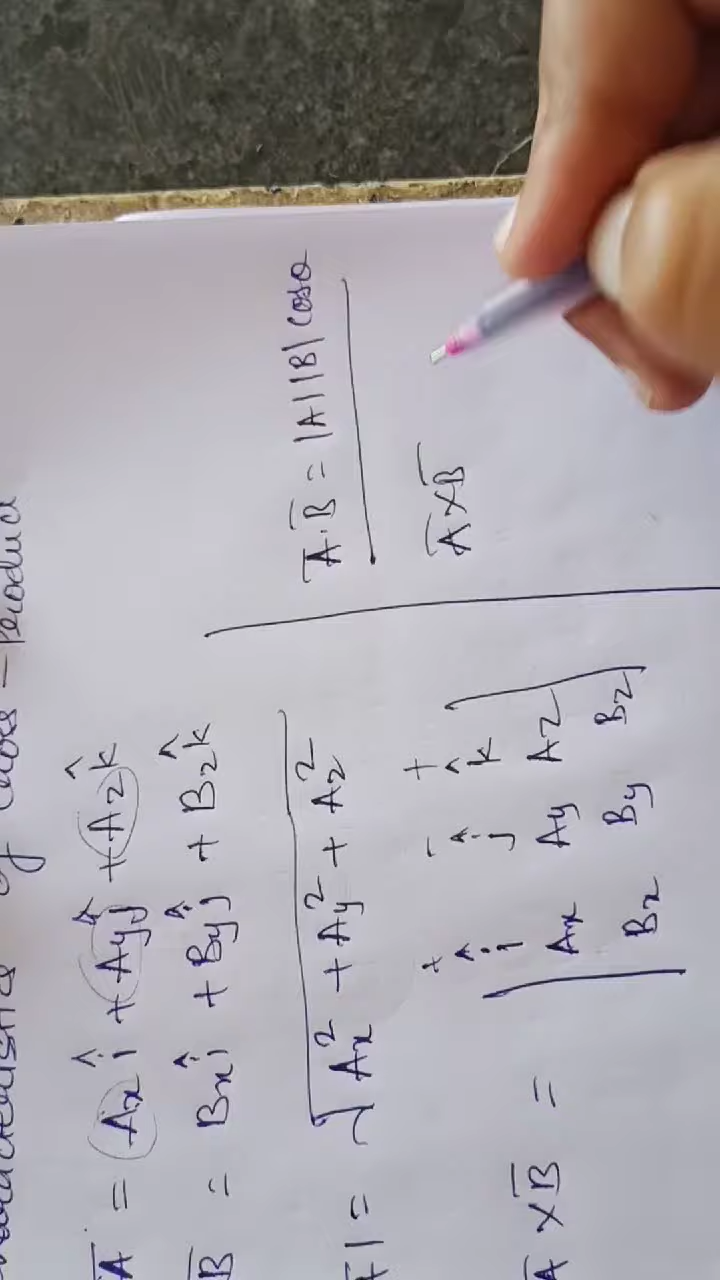 of Cross - Product
A̅ = Axî + Ayĵ + Azk̂
B̅ = Bxî + Byĵ + Bzk̂
A̅| = √Ax² + Ay² + Az²
A̅ × B̅ =
+ - +
î ĵ k̂
Ax Ay Az
Bx By Bz
A̅.B̅ = |A||B| cosθ
A̅×B̅